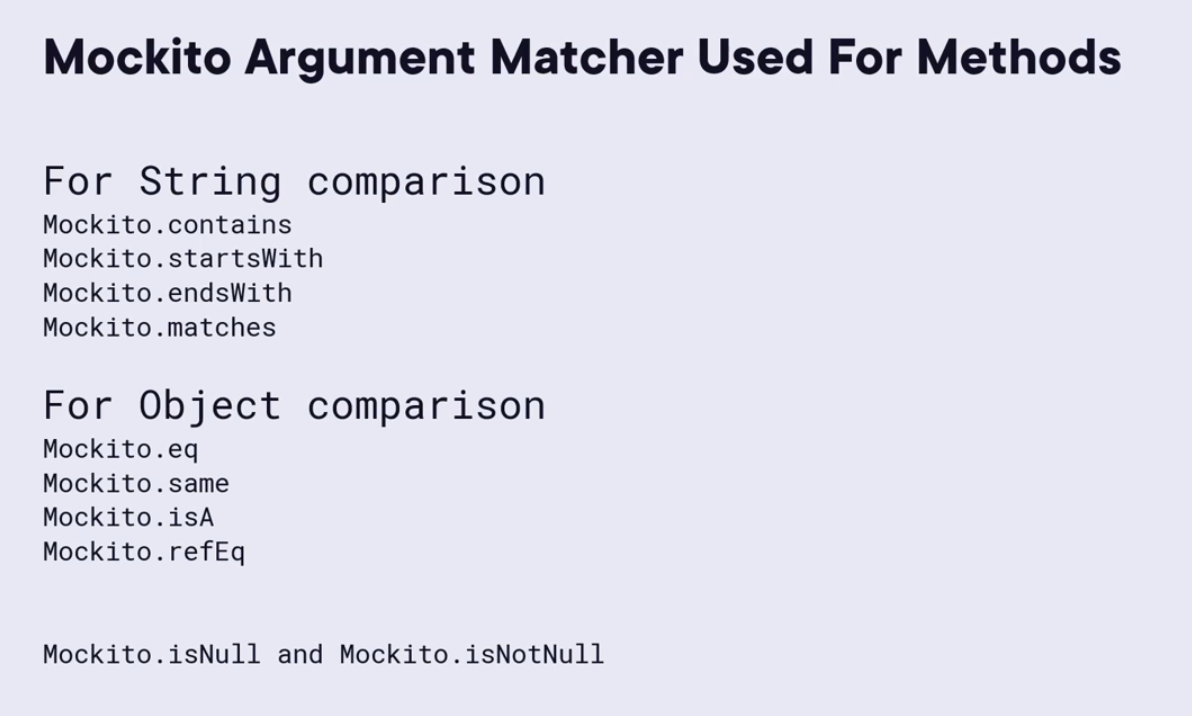 Mockito Argument Matcher Used For Methods
For String comparison
Mockito.contains
Mockito.startsWith
Mockito.endsWith
Mockito.matches
For Object comparison
Mockito.eq
Mockito.same
Mockito.isA
Mockito.refEq
Mockito.isNull and Mockito.isNotNull